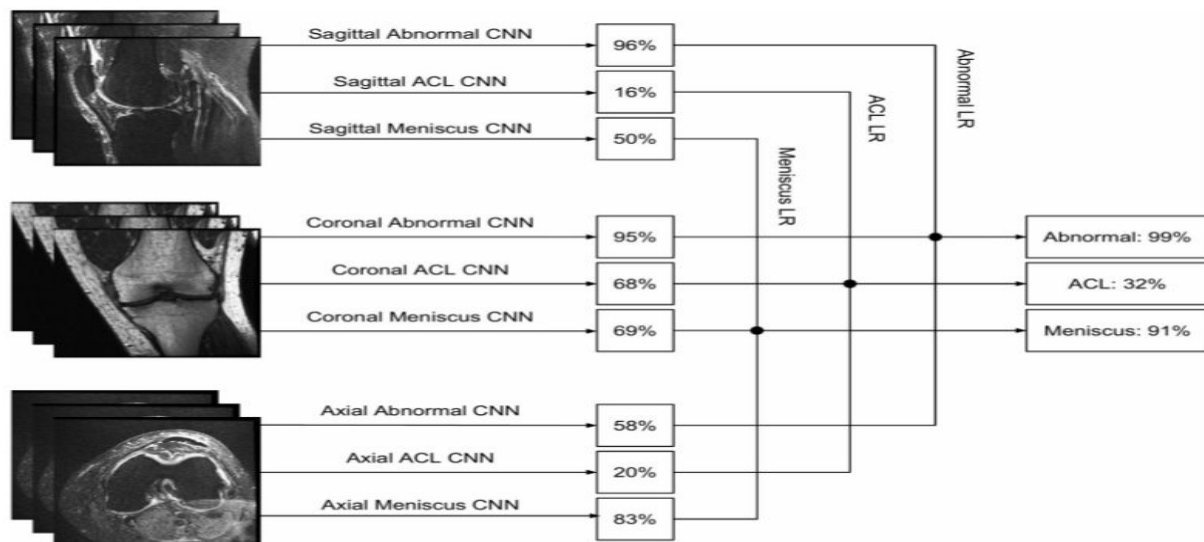 Sagittal Abnormal CNN
96%
Sagittal ACL CNN
16%
Sagittal Meniscus CNN
50%
Abnormal LR
ACL LR
Meniscus LR
Coronal Abnormal CNN
95%
Abnormal: 99%
Coronal ACL CNN
68%
ACL: 32%
Coronal Meniscus CNN
69%
Meniscus: 91%
Axial Abnormal CNN
58%
Axial ACL CNN
20%
Axial Meniscus CNN
83%